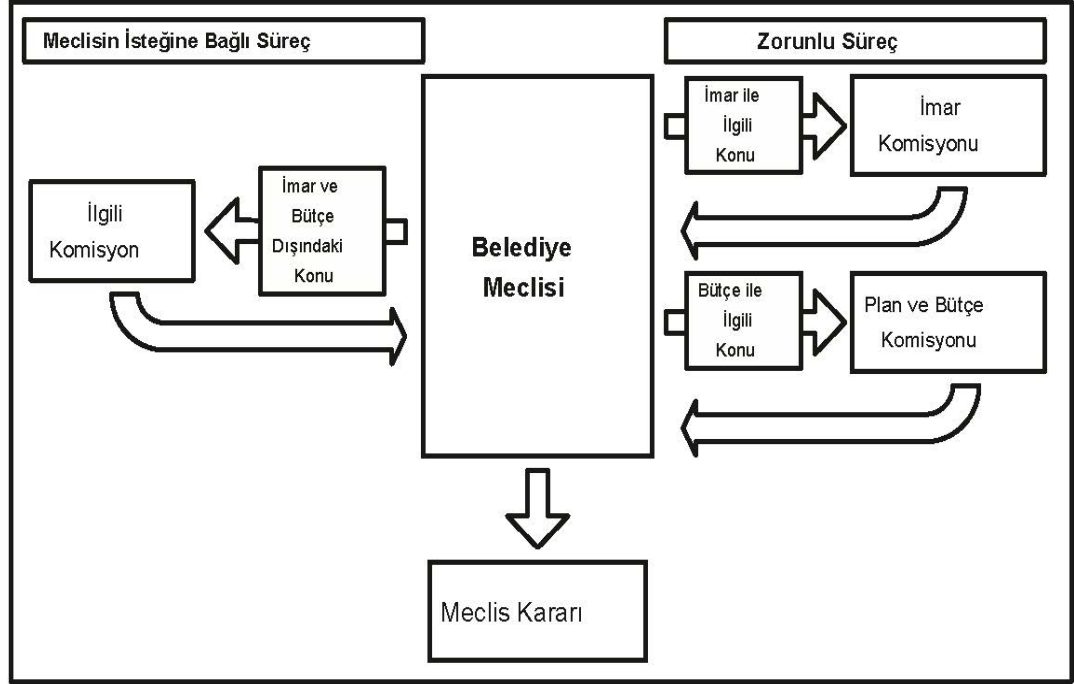 Meclisin İsteğine Bağlı Süreç
Zorunlu Süreç
İmar ile
İlgili
Konu
İmar
Komisyonu
İlgili
Komisyon
İmar ve
Bütçe
Dışındaki
Konu
Belediye
Meclisi
Bütçe ile
İlgili
Konu
Plan ve Bütçe
Komisyonu
Meclis Kararı